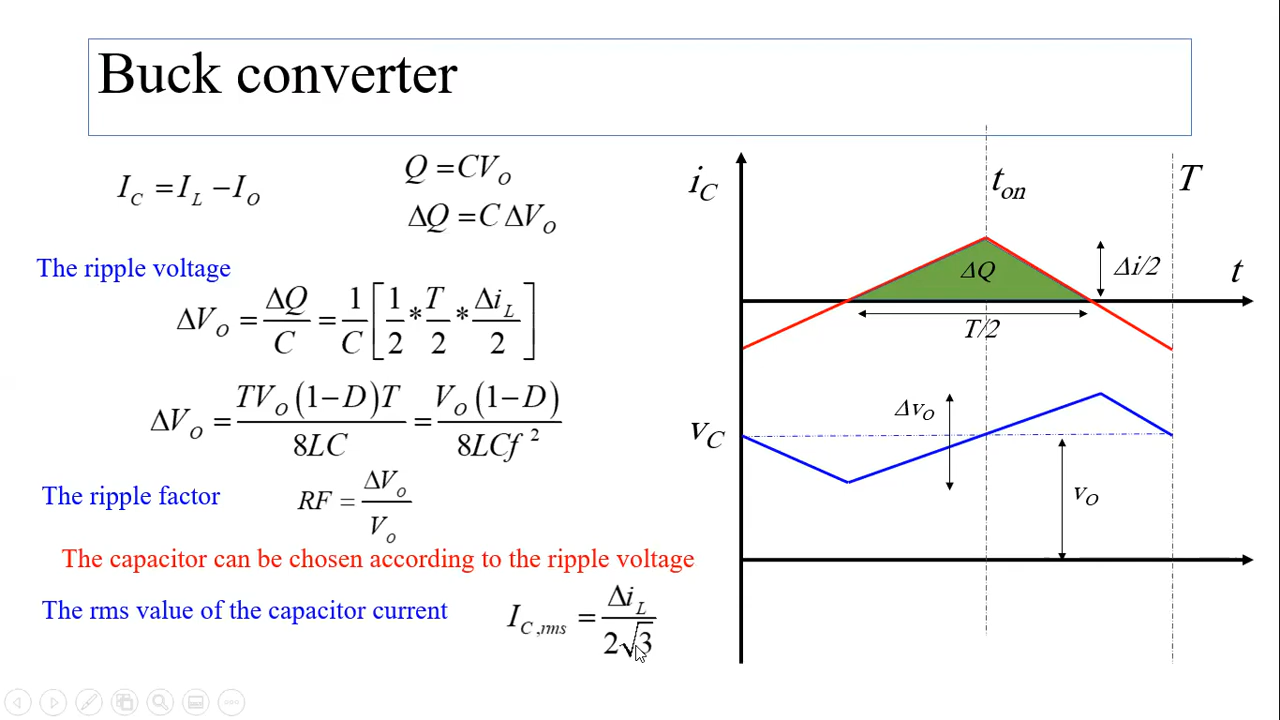 Buck converter
I_C = I_L − I_O
Q = CV_O
ΔQ = C ΔV_O
The ripple voltage
ΔV_O = ΔQ/C = 1/C [1/2 * T/2 * Δi_L/2]
ΔV_O = TV_O(1−D)T/8LC = V_O(1−D)/8LCf²
The ripple factor
RF = ΔV_o/V_o
The capacitor can be chosen according to the ripple voltage
The rms value of the capacitor current
I_C,rms = Δi_L/2√3
i_C
t_on
T
ΔQ
Δi/2
t
T/2
Δv_O
v_C
v_O